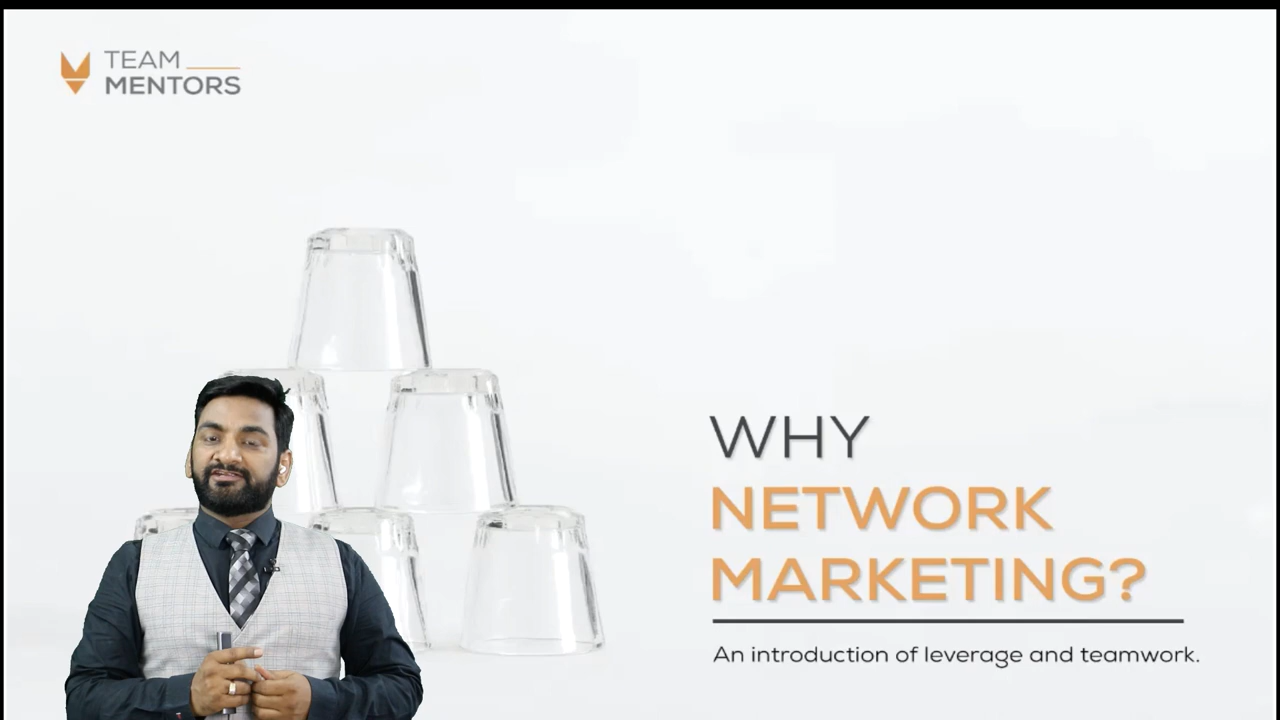 TEAM
MENTORS
WHY
NETWORK
MARKETING?
An introduction of leverage and teamwork.